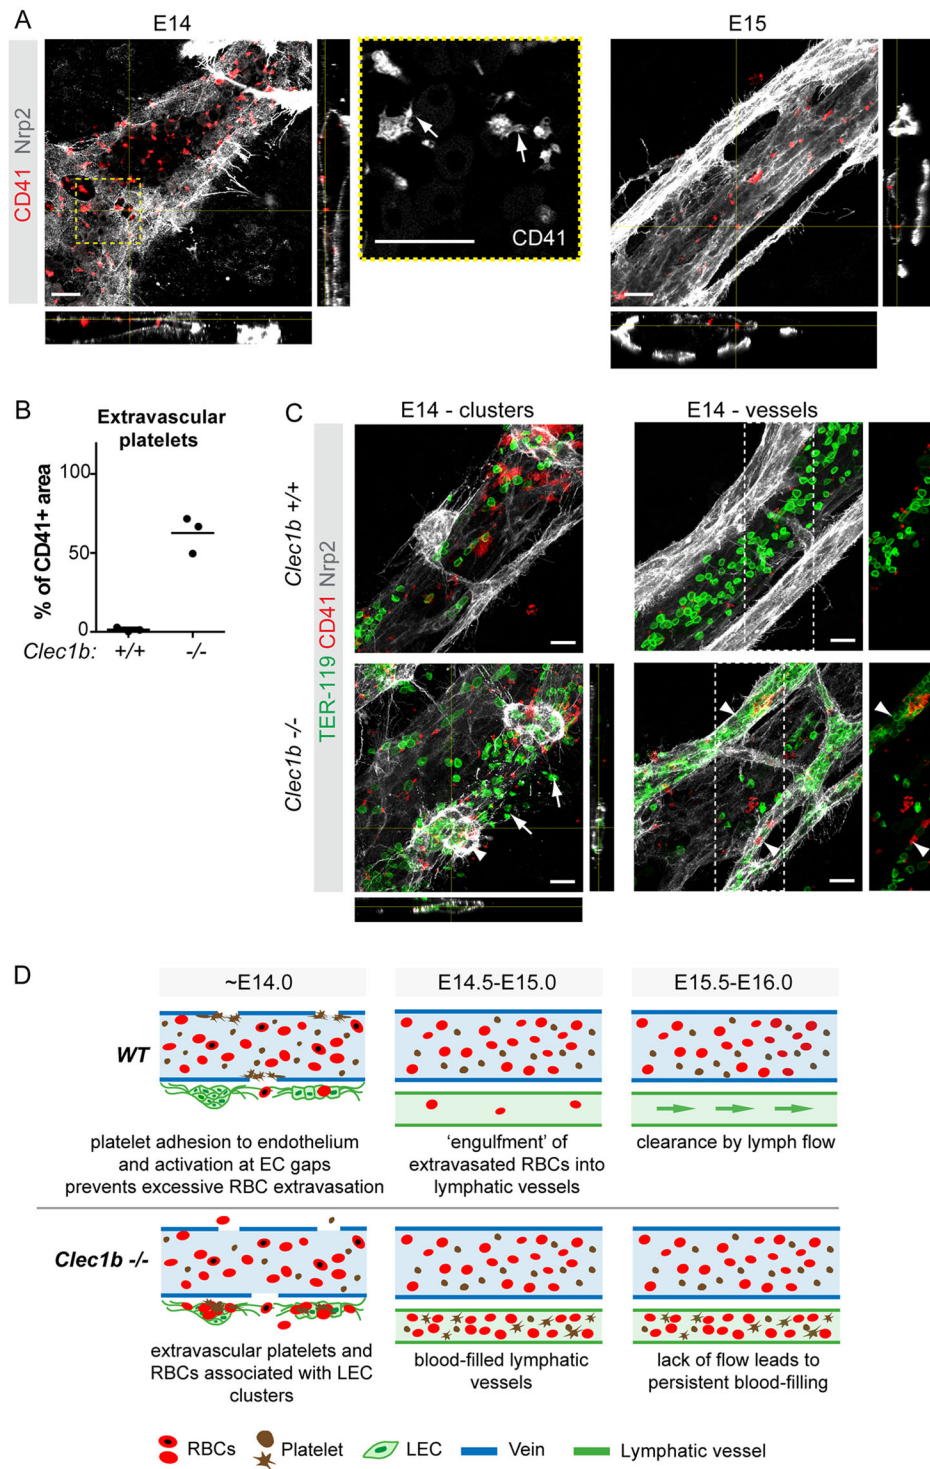 A
E14
E15
CD41 Nrp2
CD41
B
Extravascular
platelets
% of CD41+ area
100
50
0
Clec1b: +/+ -/-
C
E14 - clusters
E14 - vessels
TER-119 CD41 Nrp2
Clec1b +/+
Clec1b -/-
D
~E14.0
E14.5-E15.0
E15.5-E16.0
WT
platelet adhesion to endothelium
and activation at EC gaps
prevents excessive RBC extravasation
‘engulfment’ of
extravasated RBCs into
lymphatic vessels
clearance by lymph flow
Clec1b -/-
extravascular platelets and
RBCs associated with LEC
clusters
blood-filled lymphatic
vessels
lack of flow leads to
persistent blood-filling
RBCs
Platelet
LEC
Vein
Lymphatic vessel